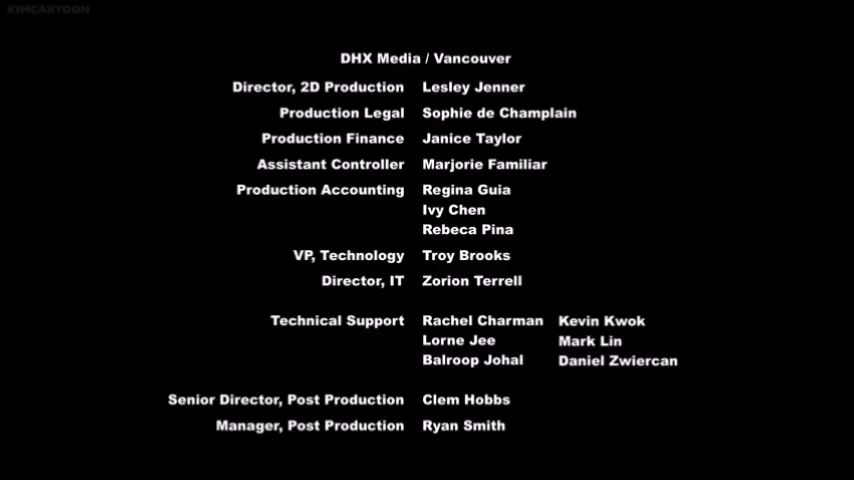 KIMCARTOON
DHX Media / Vancouver
Director, 2D Production Lesley Jenner
Production Legal Sophie de Champlain
Production Finance Janice Taylor
Assistant Controller Marjorie Familiar
Production Accounting Regina Guia
Ivy Chen
Rebeca Pina
VP, Technology Troy Brooks
Director, IT Zorion Terrell
Technical Support Rachel Charman Kevin Kwok
Lorne Jee Mark Lin
Balroop Johal Daniel Zwiercan
Senior Director, Post Production Clem Hobbs
Manager, Post Production Ryan Smith